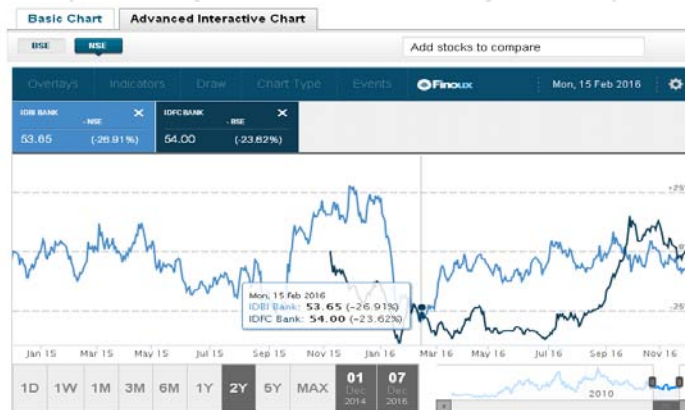 Basic Chart Advanced Interactive Chart
BSE NSE Add stocks to compare
Overlays Indicators Draw Chart Type Events Finoux Mon, 15 Feb 2016
IDBI BANK - NSE X IDFC BANK - BSE X
53.65 (-26.91%) 54.00 (-23.62%)
+25
Mon, 15 Feb 2016
IDBI Bank: 53.65 (-26.91%)
IDFC Bank: 54.00 (-23.62%)
-25
Jan 15 Mar 15 May 15 Jul 15 Sep 15 Nov 15 Jan 16 Mar 16 May 16 Jul 16 Sep 16 Nov 16
1D 1W 1M 3M 6M 1Y 2Y 5Y MAX 01 Dec 2014 07 Dec 2016
2010